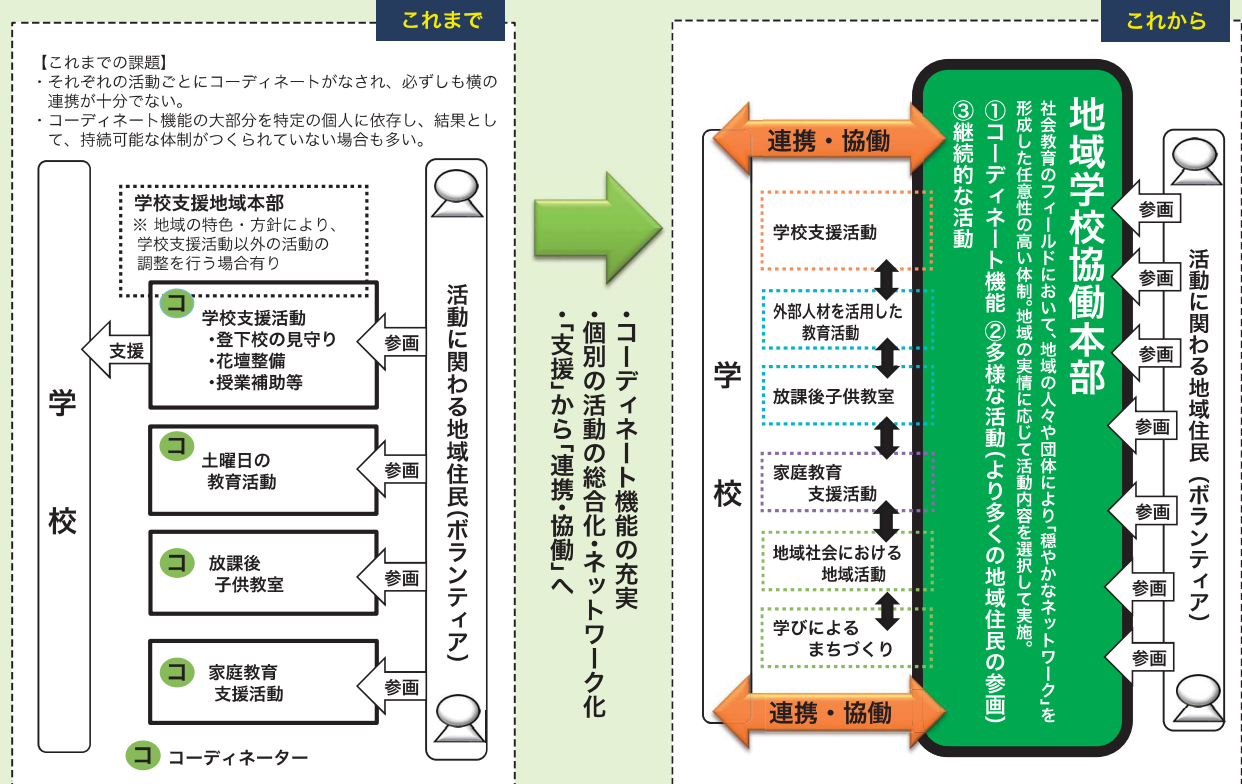 これまで
【これまでの課題】
・それぞれの活動ごとにコーディネートがなされ、必ずしも横の
連携が十分でない。
・コーディネート機能の大部分を特定の個人に依存し、結果とし
て、持続可能な体制がつくられていない場合も多い。
学校
学校支援地域本部
※ 地域の特色・方針により、
学校支援活動以外の活動の
調整を行う場合有り
コ
学校支援活動
・登下校の見守り
・花壇整備
・授業補助等
支援
参画
コ
土曜日の
教育活動
参画
コ
放課後
子供教室
参画
コ
家庭教育
支援活動
参画
活動に関わる地域住民(ボランティア)
コ コーディネーター
・コーディネート機能の充実
・個別の活動の総合化・ネットワーク化
・「支援」から「連携・協働」へ
これから
学校
連携・協働
学校支援活動
外部人材を活用した
教育活動
放課後子供教室
家庭教育
支援活動
地域社会における
地域活動
学びによる
まちづくり
連携・協働
地域学校協働本部
社会教育のフィールドにおいて、地域の人々や団体により「穏やかなネットワーク」を
形成した任意性の高い体制。地域の実情に応じて活動内容を選択して実施。
①コーディネート機能 ②多様な活動(より多くの地域住民の参画)
③継続的な活動
参画
参画
参画
参画
参画
参画
参画
活動に関わる地域住民 (ボランティア)